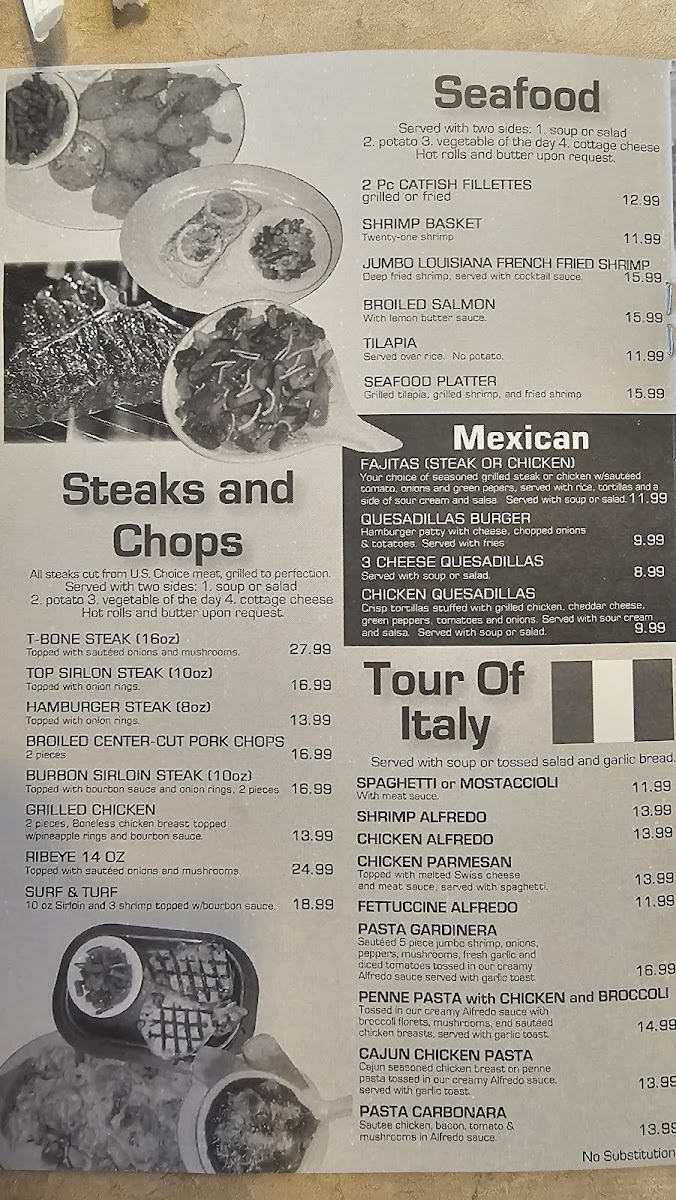 Seafood
Served with two sides: 1. soup or salad
2. potato 3. vegetable of the day 4. cottage cheese
Hot rolls and butter upon request.
2 Pc CATFISH FILLETTES
grilled or fried 12.99
SHRIMP BASKET
Twenty-one shrimp 11.99
JUMBO LOUISIANA FRENCH FRIED SHRIMP
Deep fried shrimp, served with cocktail sauce. 15.99
BROILED SALMON
With lemon butter sauce. 15.99
TILAPIA
Served over rice. No potato. 11.99
SEAFOOD PLATTER
Grilled tilapia, grilled shrimp, and fried shrimp 15.99
Mexican
FAJITAS (STEAK OR CHICKEN)
Your choice of seasoned grilled steak or chicken w/sautéed
tomato, onions and green pepers, served with rice, tortillas and a
side of sour cream and salsa. Served with soup or salad. 11.99
QUESADILLAS BURGER
Hamburger patty with cheese, chopped onions
& totatoes. Served with fries 9.99
3 CHEESE QUESADILLAS
Served with soup or salad. 8.99
CHICKEN QUESADILLAS
Crisp tortillas stuffed with grilled chicken, cheddar cheese,
green peppers, tomatoes and onions. Served with sour cream
and salsa. Served with soup or salad. 9.99
Steaks and
Chops
All steaks cut from U.S. Choice meat, grilled to perfection.
Served with two sides: 1. soup or salad
2. potato 3. vegetable of the day 4. cottage cheese
Hot rolls and butter upon request.
T-BONE STEAK (16oz)
Topped with sautéed onions and mushrooms. 27.99
TOP SIRLON STEAK (10oz)
Topped with onion rings. 16.99
HAMBURGER STEAK (8oz)
Topped with onion rings. 13.99
BROILED CENTER-CUT PORK CHOPS
2 pieces 16.99
BURBON SIRLOIN STEAK (10oz)
Topped with bourbon sauce and onion rings, 2 pieces 16.99
GRILLED CHICKEN
2 pieces, Boneless chicken breast topped
w/pineapple rings and bourbon sauce. 13.99
RIBEYE 14 OZ
Topped with sautéed onions and mushrooms. 24.99
SURF & TURF
10 oz Sirloin and 3 shrimp topped w/bourbon sauce. 18.99
Tour Of
Italy
Served with soup or tossed salad and garlic bread.
SPAGHETTI or MOSTACCIOLI 11.99
With meat sauce.
SHRIMP ALFREDO 13.99
CHICKEN ALFREDO 13.99
CHICKEN PARMESAN
Topped with melted Swiss cheese
and meat sauce, served with spaghetti. 13.99
FETTUCCINE ALFREDO 11.99
PASTA GARDINERA
Sautéed 5 piece jumbo shrimp, onions,
peppers, mushrooms, fresh garlic and
diced tomatoes tossed in our creamy
Alfredo sauce served with garlic toast. 16.99
PENNE PASTA with CHICKEN and BROCCOLI
Tossed in our creamy Alfredo sauce with
broccoli florets, mushrooms, and sautéed
chicken breasts, served with garlic toast. 14.99
CAJUN CHICKEN PASTA
Cajun seasoned chicken breast on penne
pasta tossed in our creamy Alfredo sauce.
served with garlic toast. 13.99
PASTA CARBONARA
Sautee chicken, bacon, tomato &
mushrooms in Alfredo sauce. 13.99
No Substitution